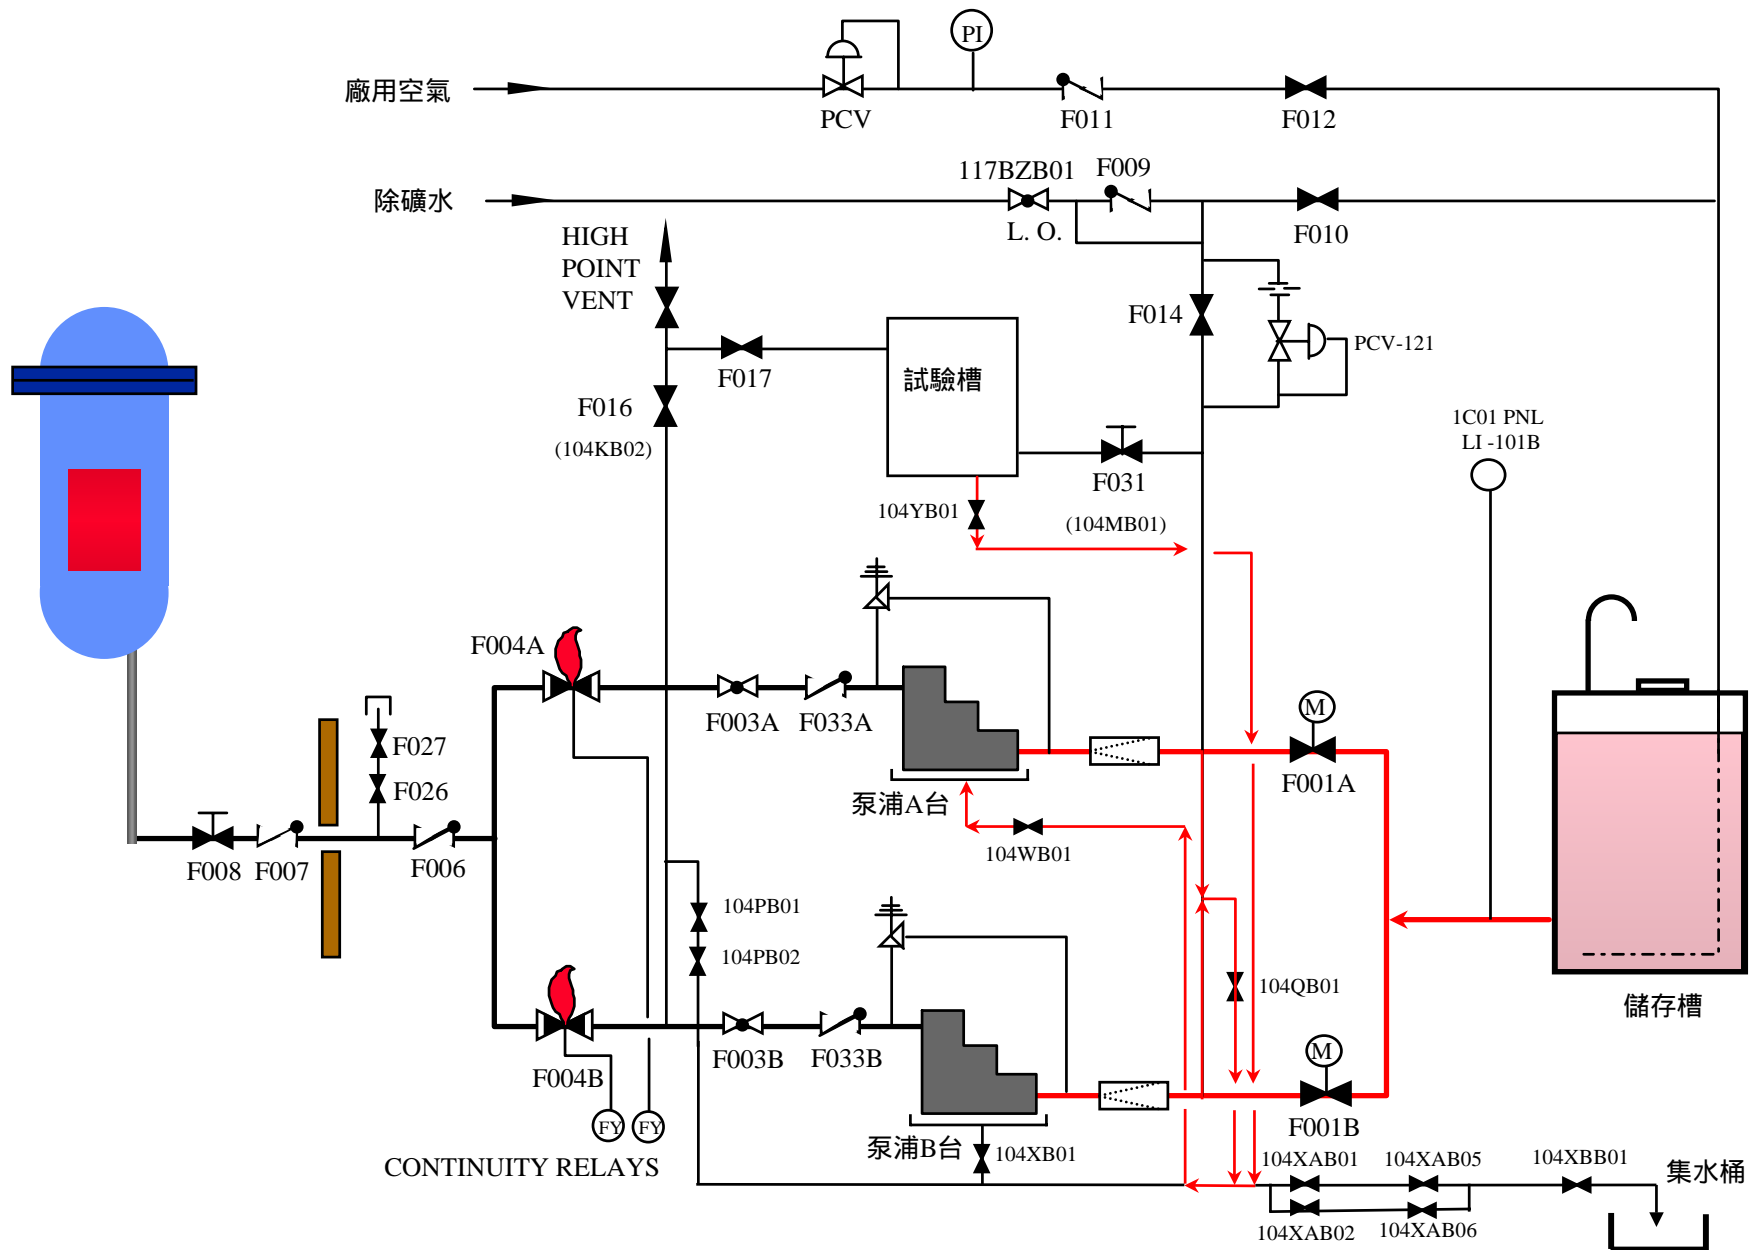 PI
廠用空氣
PCV
F011
F012
117BZB01
F009
除礦水
L. O.
F010
HIGH
POINT
VENT
F014
PCV-121
F017
試驗槽
F016
(104KB02)
1C01 PNL
LI -101B
F031
104YB01
(104MB01)
F004A
M
F003A
F033A
F027
F026
F001A
泵浦A台
F008
F007
F006
104WB01
104PB01
104PB02
104QB01
儲存槽
M
F003B
F033B
F004B
FY
FY
F001B
泵浦B台
104XB01
CONTINUITY RELAYS
104XAB01
104XAB05
104XBB01
集水桶
104XAB02
104XAB06